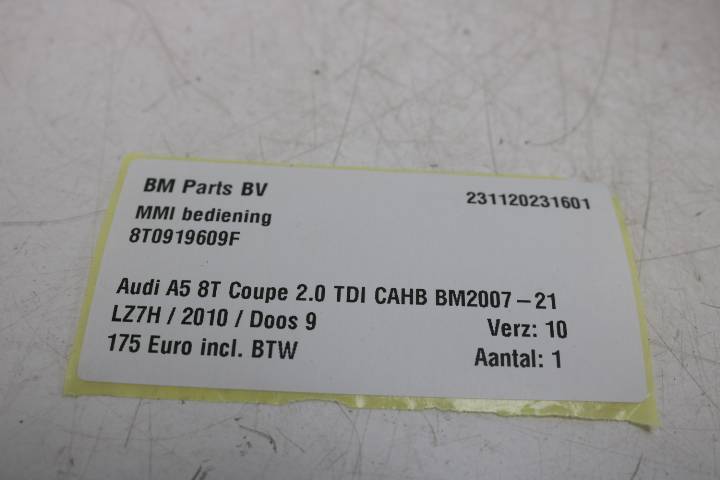 BM Parts BV 231120231601
MMI bediening
8T0919609F
Audi A5 8T Coupe 2.0 TDI CAHB BM2007-21
LZ7H / 2010 / Doos 9 Verz: 10
175 Euro incl. BTW Aantal: 1